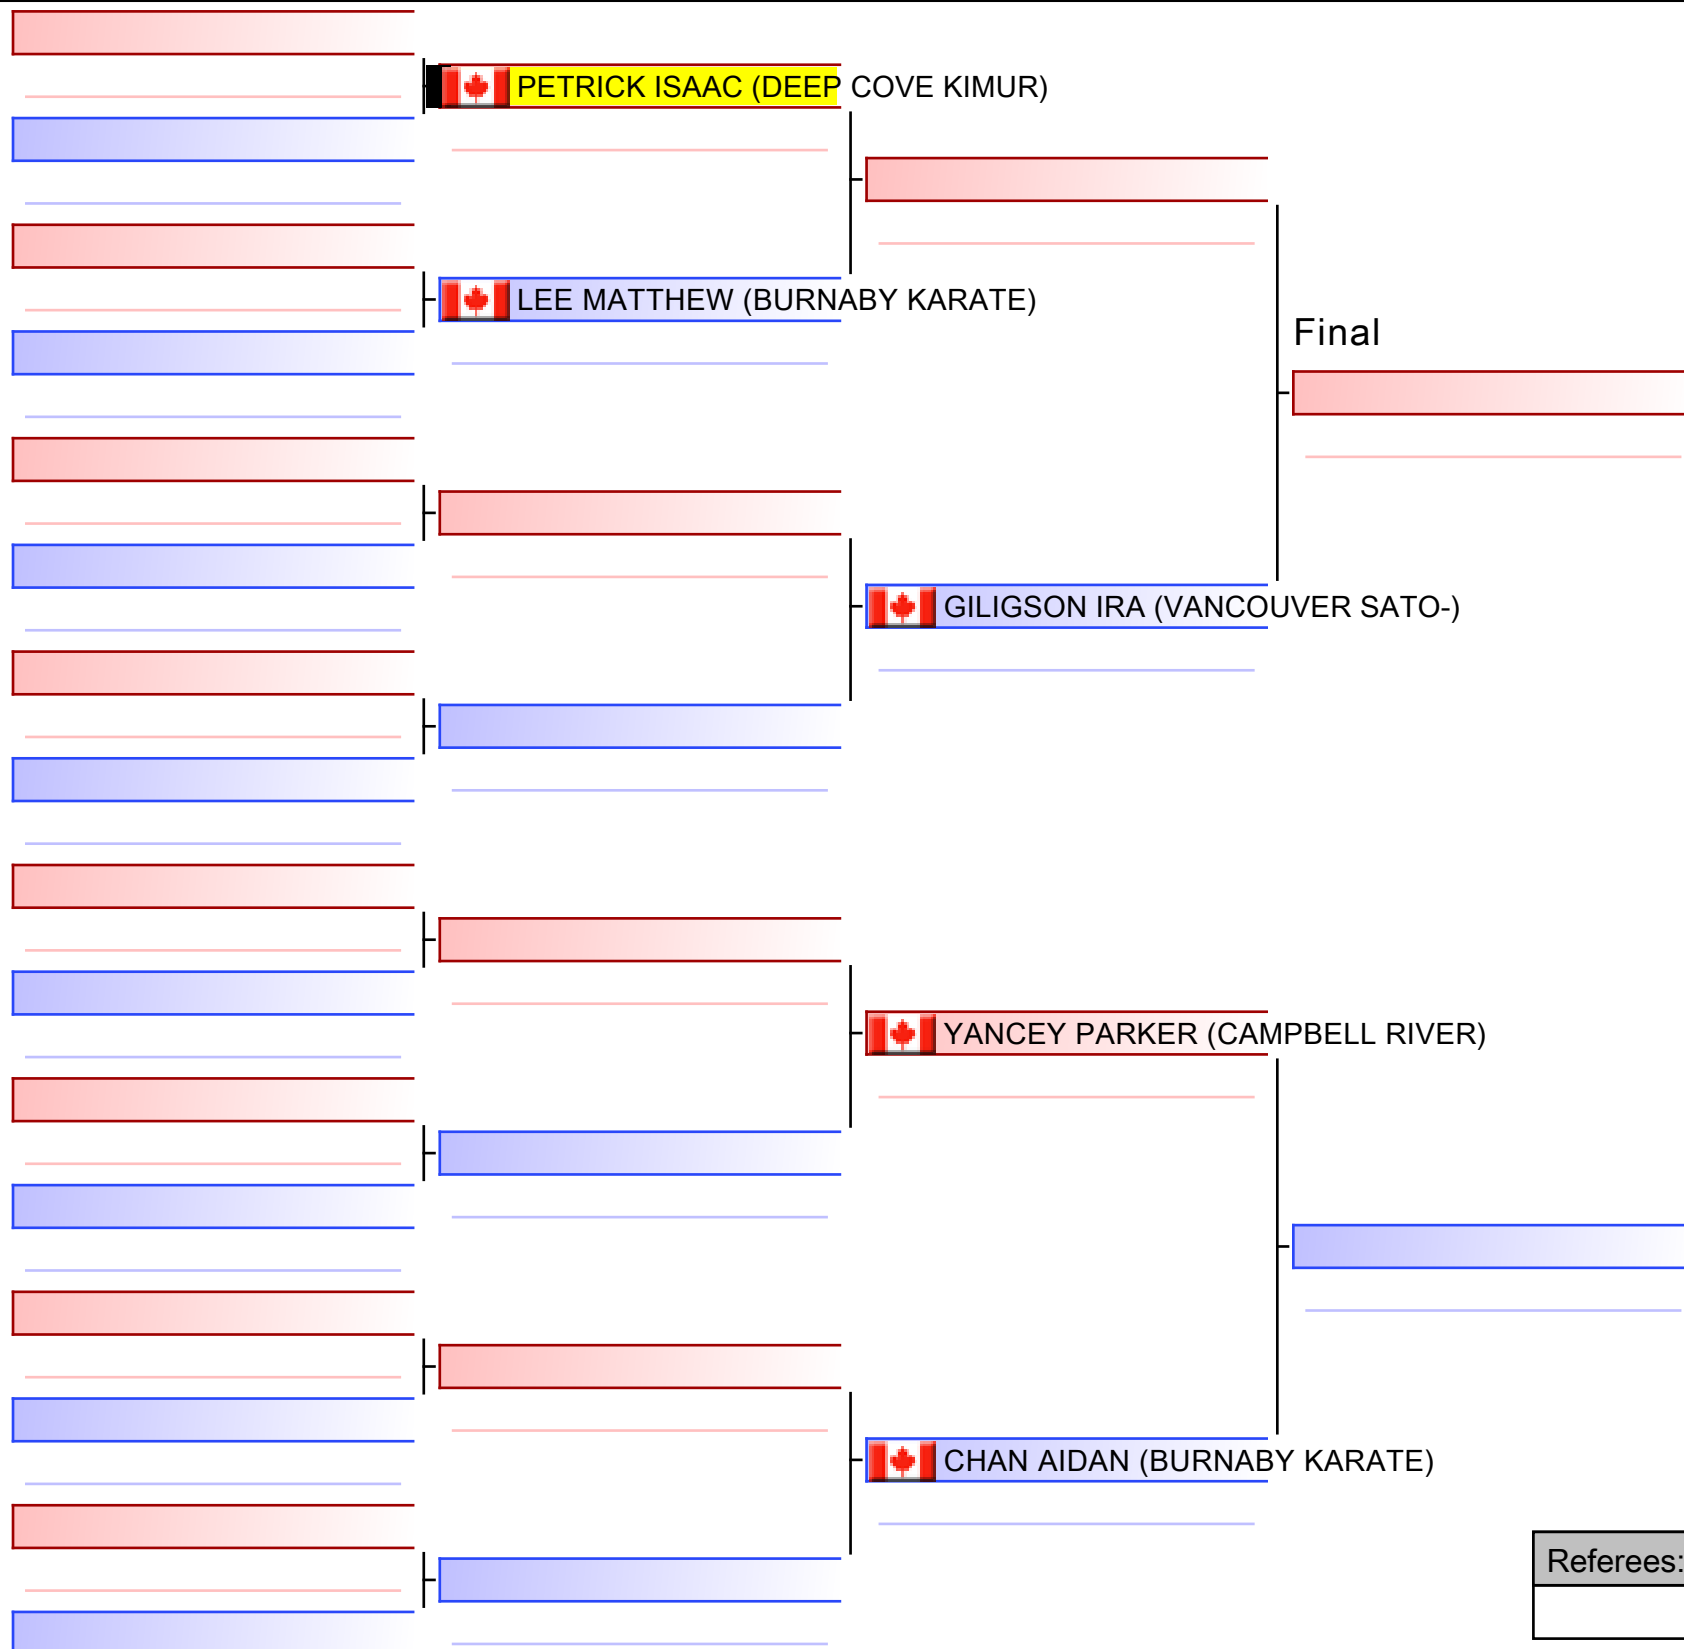 PETRICK ISAAC (DEEP COVE KIMUR)
LEE MATTHEW (BURNABY KARATE)
Final
GILIGSON IRA (VANCOUVER SATO-)
YANCEY PARKER (CAMPBELL RIVER)
CHAN AIDAN (BURNABY KARATE)
Referees: